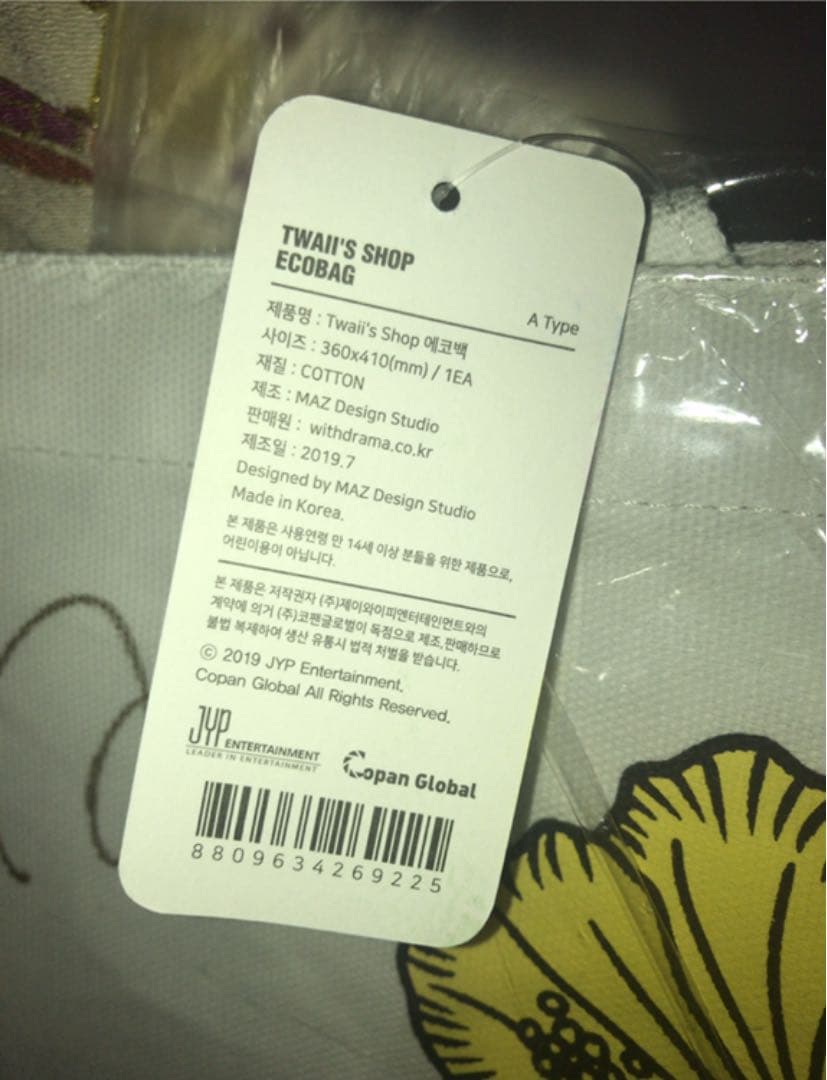 TWAII'S SHOP
ECOBAG
A Type
제품명 : Twaii's Shop 에코백
사이즈 : 360x410(mm) / 1EA
재질 : COTTON
제조 : MAZ Design Studio
판매원 : withdrama.co.kr
제조일 : 2019.7
Designed by MAZ Design Studio
Made in Korea.
본 제품은 사용연령 만 14세 이상 분들을 위한 제품으로,
어린이용이 아닙니다.
본 제품은 저작권자 (주)제이와이피엔터테인먼트와의
계약에 의거 (주)코팬글로벌이 독점으로 제조,판매하므로
불법 복제하여 생산 유통시 법적 처벌을 받습니다.
© 2019 JYP Entertainment.
Copan Global All Rights Reserved.
JYP ENTERTAINMENT
LEADER IN ENTERTAINMENT
Copan Global
8809634269225